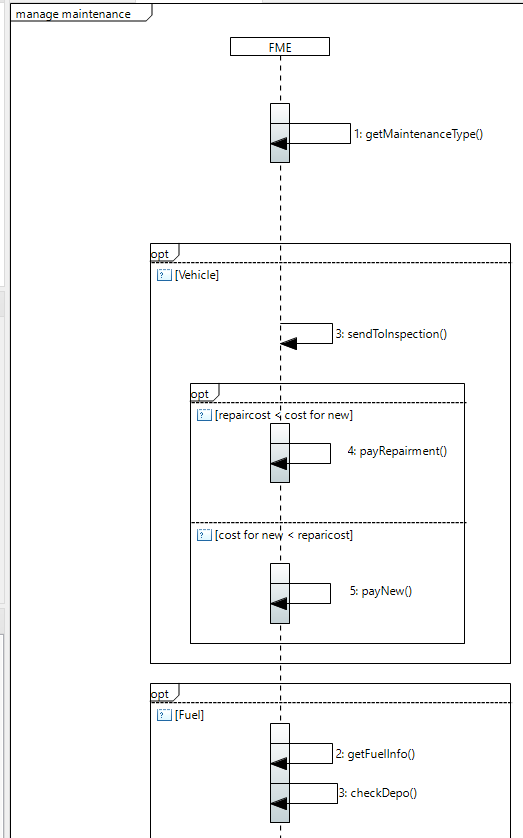 manage maintenance
FME
1: getMaintenanceType()
opt
[Vehicle]
3: sendToInspection()
opt
[repaircost < cost for new]
4: payRepairment()
[cost for new < reparicost]
5: payNew()
opt
[Fuel]
2: getFuelInfo()
3: checkDepo()